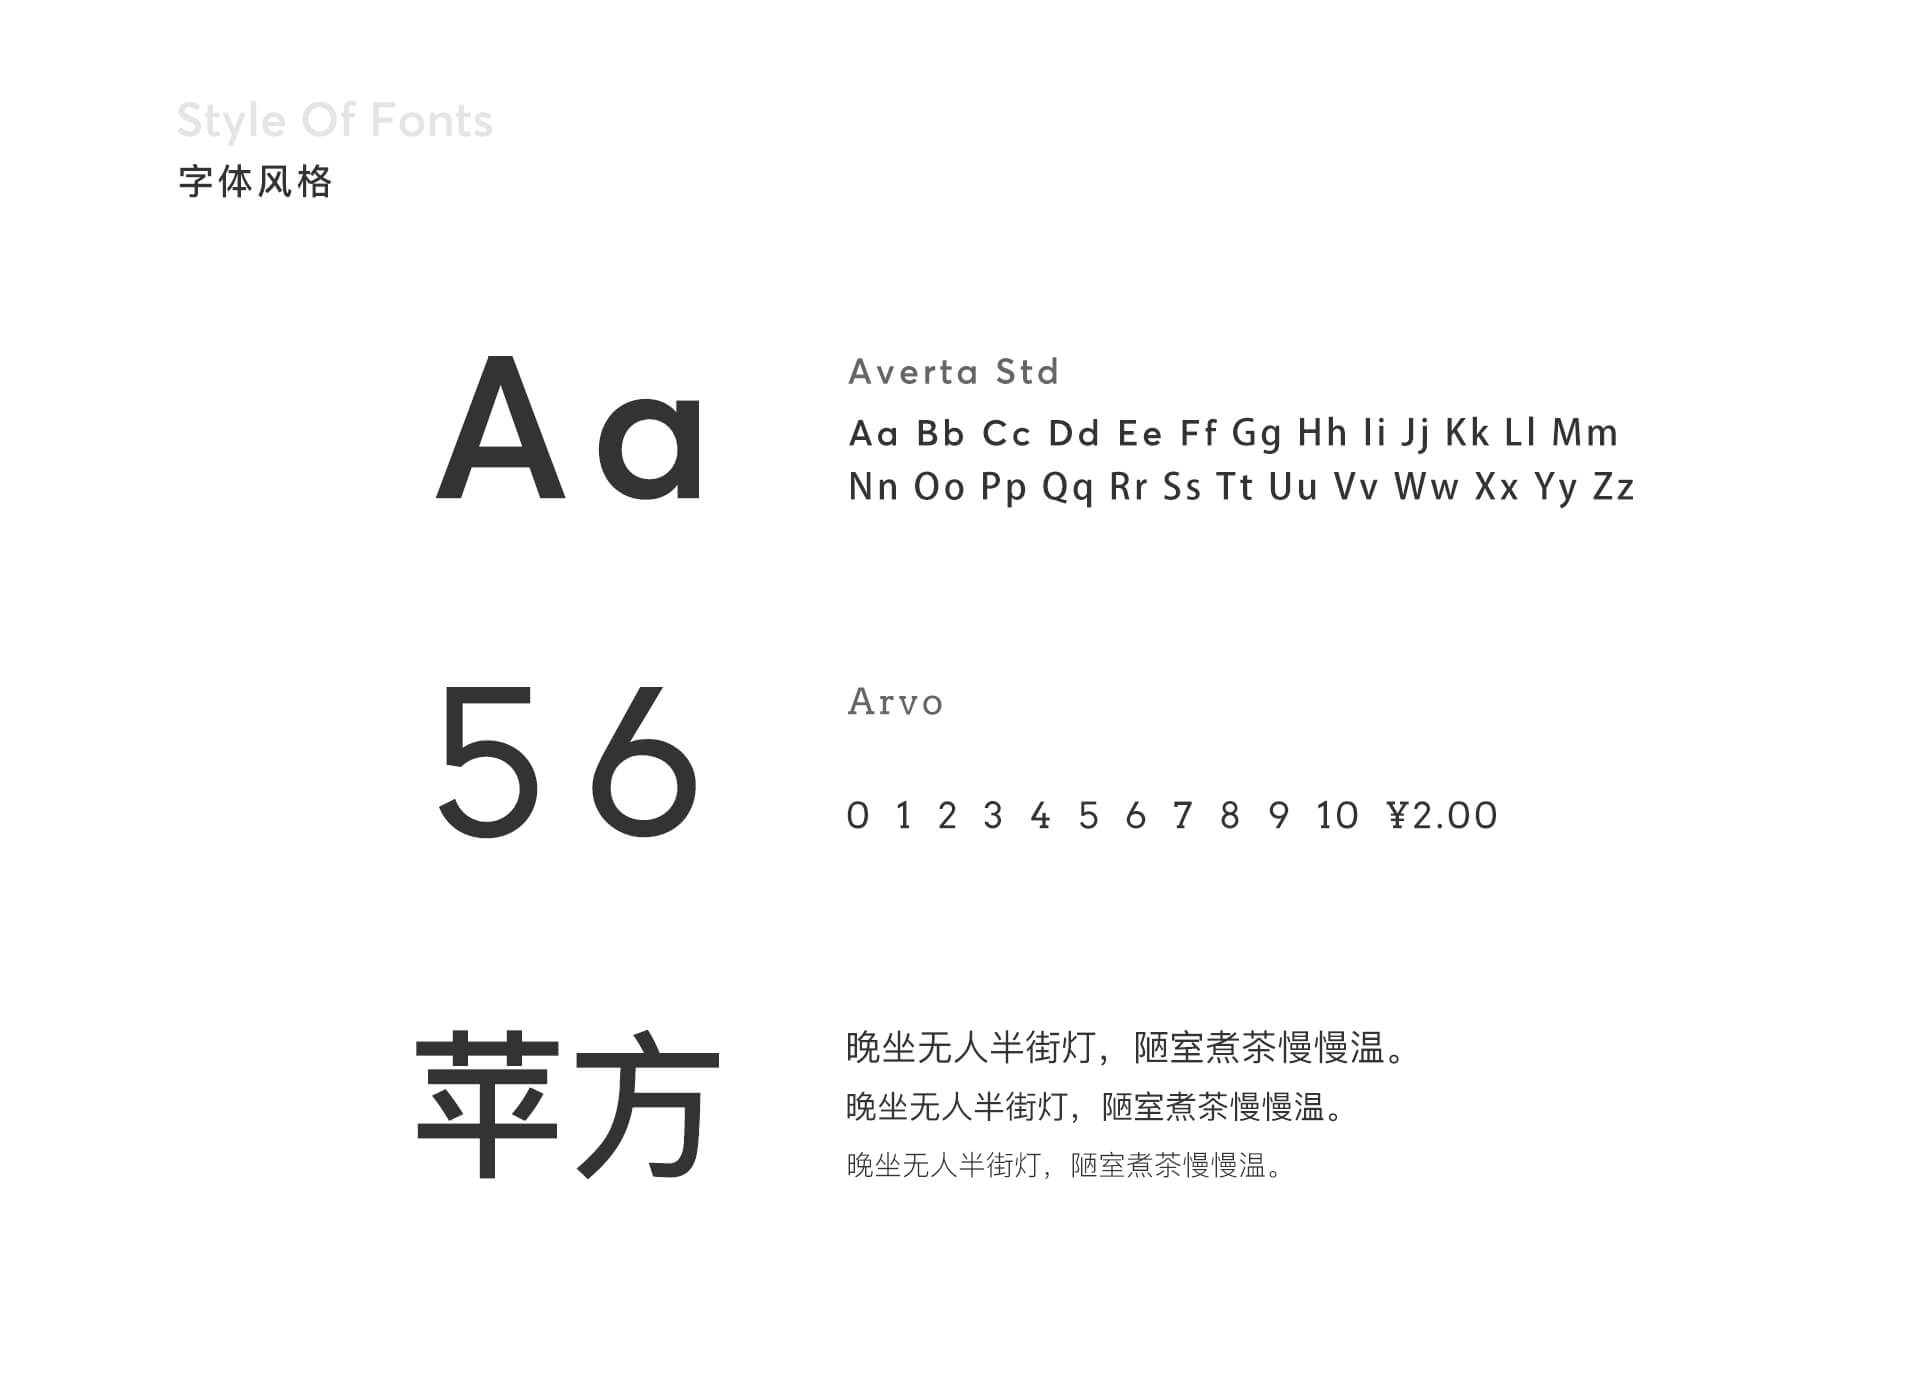 Style Of Fonts
字体风格
Aa
Averta Std
Aa Bb Cc Dd Ee Ff Gg Hh Ii Jj Kk Ll Mm
Nn Oo Pp Qq Rr Ss Tt Uu Vv Ww Xx Yy Zz
56
Arvo
0 1 2 3 4 5 6 7 8 9 10 ¥2.00
苹方
晚坐无人半街灯，陋室煮茶慢慢温。
晚坐无人半街灯，陋室煮茶慢慢温。
晚坐无人半街灯，陋室煮茶慢慢温。